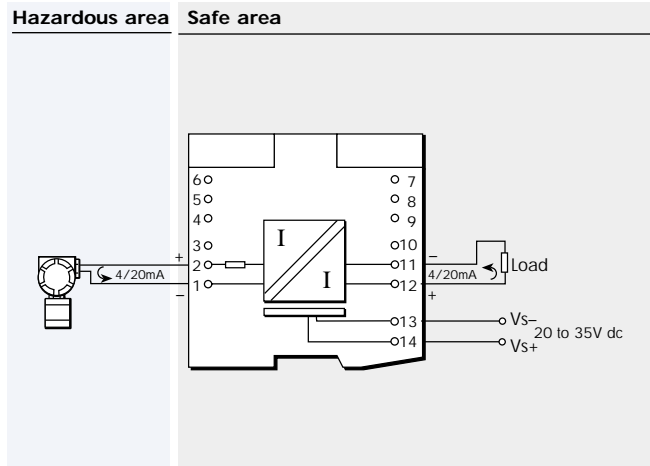 Hazardous area
Safe area
6
5
4
3
2
1
+
–
4/20mA
I
I
7
8
9
10
11
12
13
14
–
4/20mA
+
Load
Vs–
20 to 35V dc
Vs+